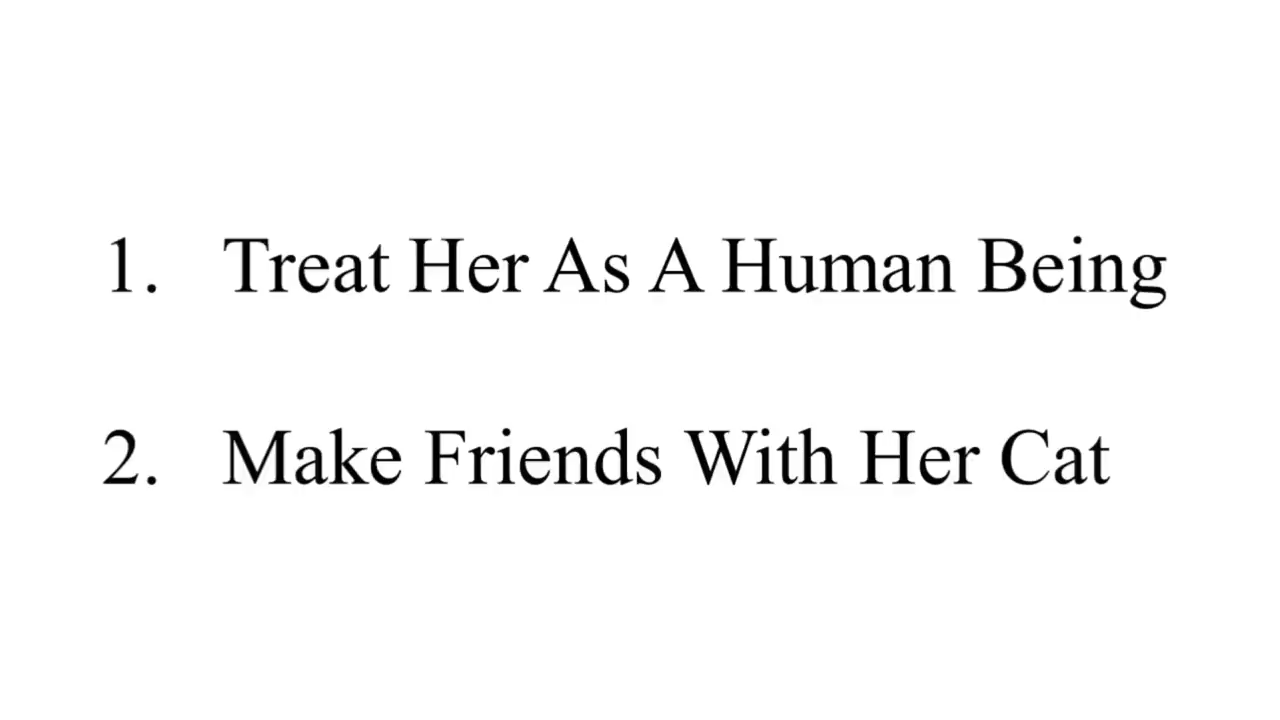 1. Treat Her As A Human Being
2. Make Friends With Her Cat